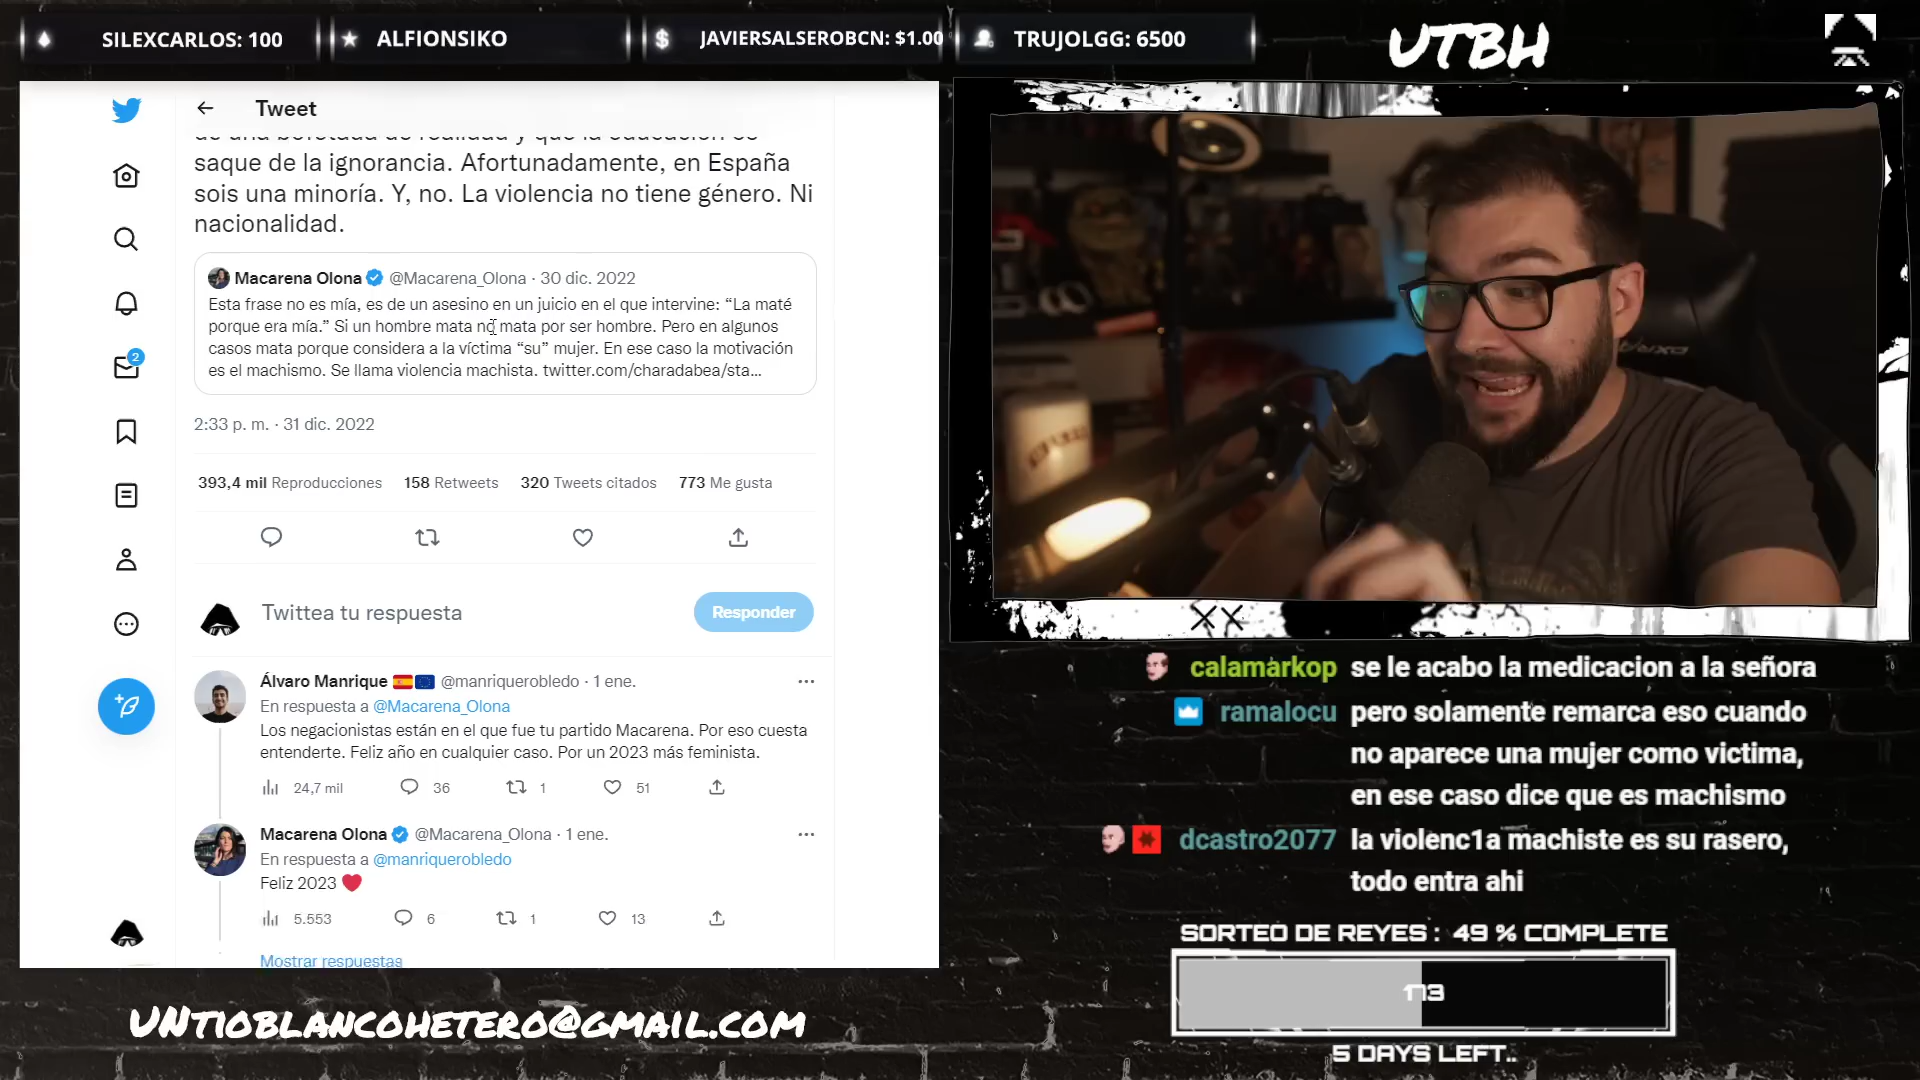 SILEXCARLOS: 100
ALFIONSIKO
JAVIERSALSEROBCN: $1.00
TRUJOLGG: 6500
UTBH
Tweet
saque de la ignorancia. Afortunadamente, en España
sois una minoría. Y, no. La violencia no tiene género. Ni
nacionalidad.
Macarena Olona @Macarena_Olona · 30 dic. 2022
Esta frase no es mía, es de un asesino en un juicio en el que intervine: “La maté
porque era mía.” Si un hombre mata no mata por ser hombre. Pero en algunos
casos mata porque considera a la víctima “su” mujer. En ese caso la motivación
es el machismo. Se llama violencia machista. twitter.com/charadabea/sta…
2:33 p. m. · 31 dic. 2022
393,4 mil Reproducciones 158 Retweets 320 Tweets citados 773 Me gusta
2
Twittea tu respuesta
Responder
Álvaro Manrique @manriquerobledo · 1 ene.
En respuesta a @Macarena_Olona
Los negacionistas están en el que fue tu partido Macarena. Por eso cuesta
entenderte. Feliz año en cualquier caso. Por un 2023 más feminista.
24,7 mil 36 1 51
Macarena Olona @Macarena_Olona · 1 ene.
En respuesta a @manriquerobledo
Feliz 2023
5.553 6 1 13
Mostrar respuestas
UNTIOBLANCOHETERO@GMAIL.COM
calamarkop se le acabo la medicacion a la señora
ramalocu pero solamente remarca eso cuando
no aparece una mujer como victima,
en ese caso dice que es machismo
dcastro2077 la violenc1a machiste es su rasero,
todo entra ahi
SORTEO DE REYES : 49 % COMPLETE
173
5 DAYS LEFT..